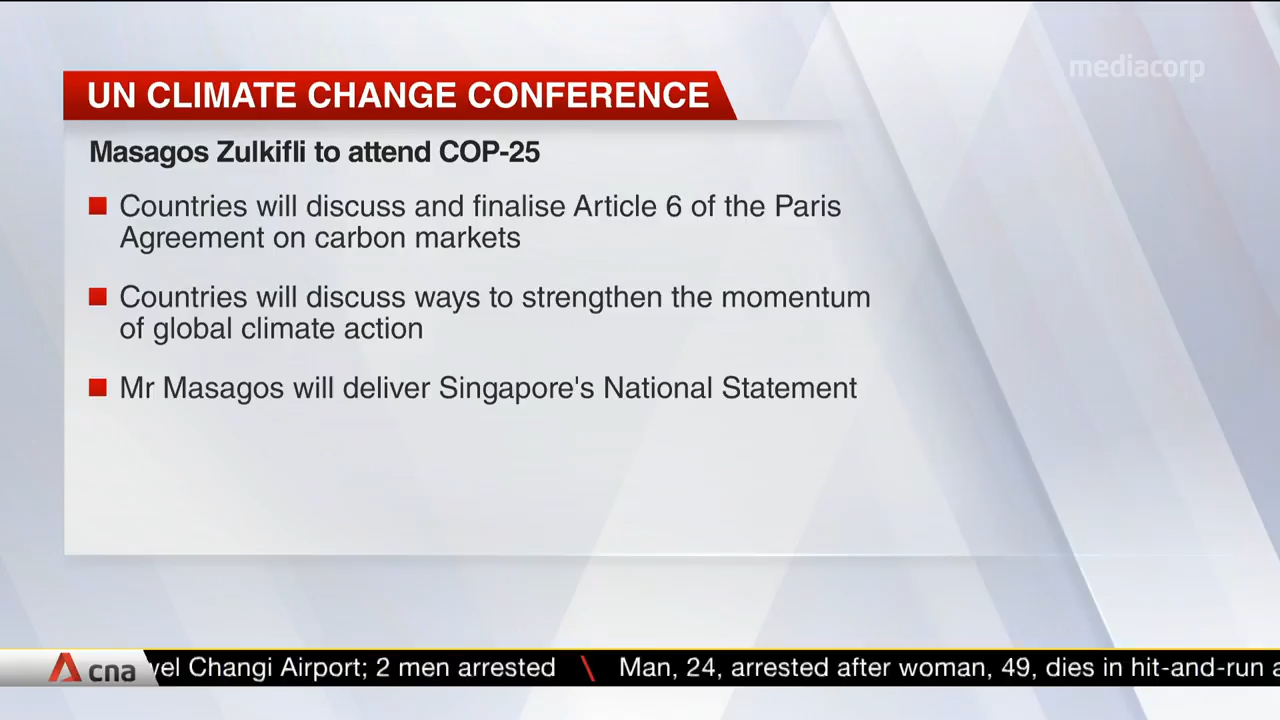 mediacorp
UN CLIMATE CHANGE CONFERENCE
Masagos Zulkifli to attend COP-25
Countries will discuss and finalise Article 6 of the Paris
Agreement on carbon markets
Countries will discuss ways to strengthen the momentum
of global climate action
Mr Masagos will deliver Singapore's National Statement
cna
Changi Airport; 2 men arrested \ Man, 24, arrested after woman, 49, dies in hit-and-run